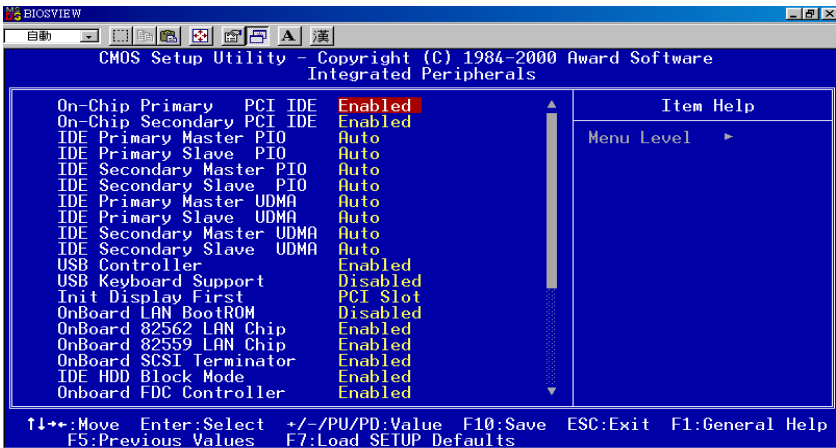 BIOSVIEW
自動
A 漢
CMOS Setup Utility - Copyright (C) 1984-2000 Award Software
Integrated Peripherals
On-Chip Primary PCI IDE Enabled
On-Chip Secondary PCI IDE Enabled
IDE Primary Master PIO Auto
IDE Primary Slave PIO Auto
IDE Secondary Master PIO Auto
IDE Secondary Slave PIO Auto
IDE Primary Master UDMA Auto
IDE Primary Slave UDMA Auto
IDE Secondary Master UDMA Auto
IDE Secondary Slave UDMA Auto
USB Controller Enabled
USB Keyboard Support Disabled
Init Display First PCI Slot
OnBoard LAN BootROM Disabled
OnBoard 82562 LAN Chip Enabled
OnBoard 82559 LAN Chip Enabled
OnBoard SCSI Terminator Enabled
IDE HDD Block Mode Enabled
Onboard FDC Controller Enabled
Item Help
Menu Level ►
↑↓→←:Move Enter:Select +/-/PU/PD:Value F10:Save ESC:Exit F1:General Help
F5:Previous Values F7:Load SETUP Defaults